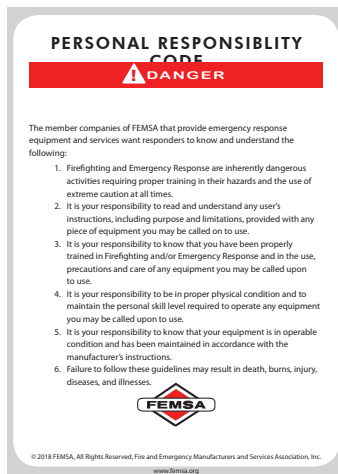 PERSONAL RESPONSIBLITY
CODE
DANGER
The member companies of FEMSA that provide emergency response
equipment and services want responders to know and understand the
following:
1. Firefighting and Emergency Response are inherently dangerous
activities requiring proper training in their hazards and the use of
extreme caution at all times.
2. It is your responsibility to read and understand any user's
instructions, including purpose and limitations, provided with any
piece of equipment you may be called on to use.
3. It is your responsibility to know that you have been properly
trained in Firefighting and/or Emergency Response and in the use,
precautions and care of any equipment you may be called upon
to use.
4. It is your responsibility to be in proper physical condition and to
maintain the personal skill level required to operate any equipment
you may be called upon to use.
5. It is your responsibility to know that your equipment is in operable
condition and has been maintained in accordance with the
manufacturer's instructions.
6. Failure to follow these guidelines may result in death, burns, injury,
diseases, and illnesses.
FEMSA
© 2018 FEMSA, All Rights Reserved, Fire and Emergency Manufacturers and Services Association, Inc.
www.femsa.org